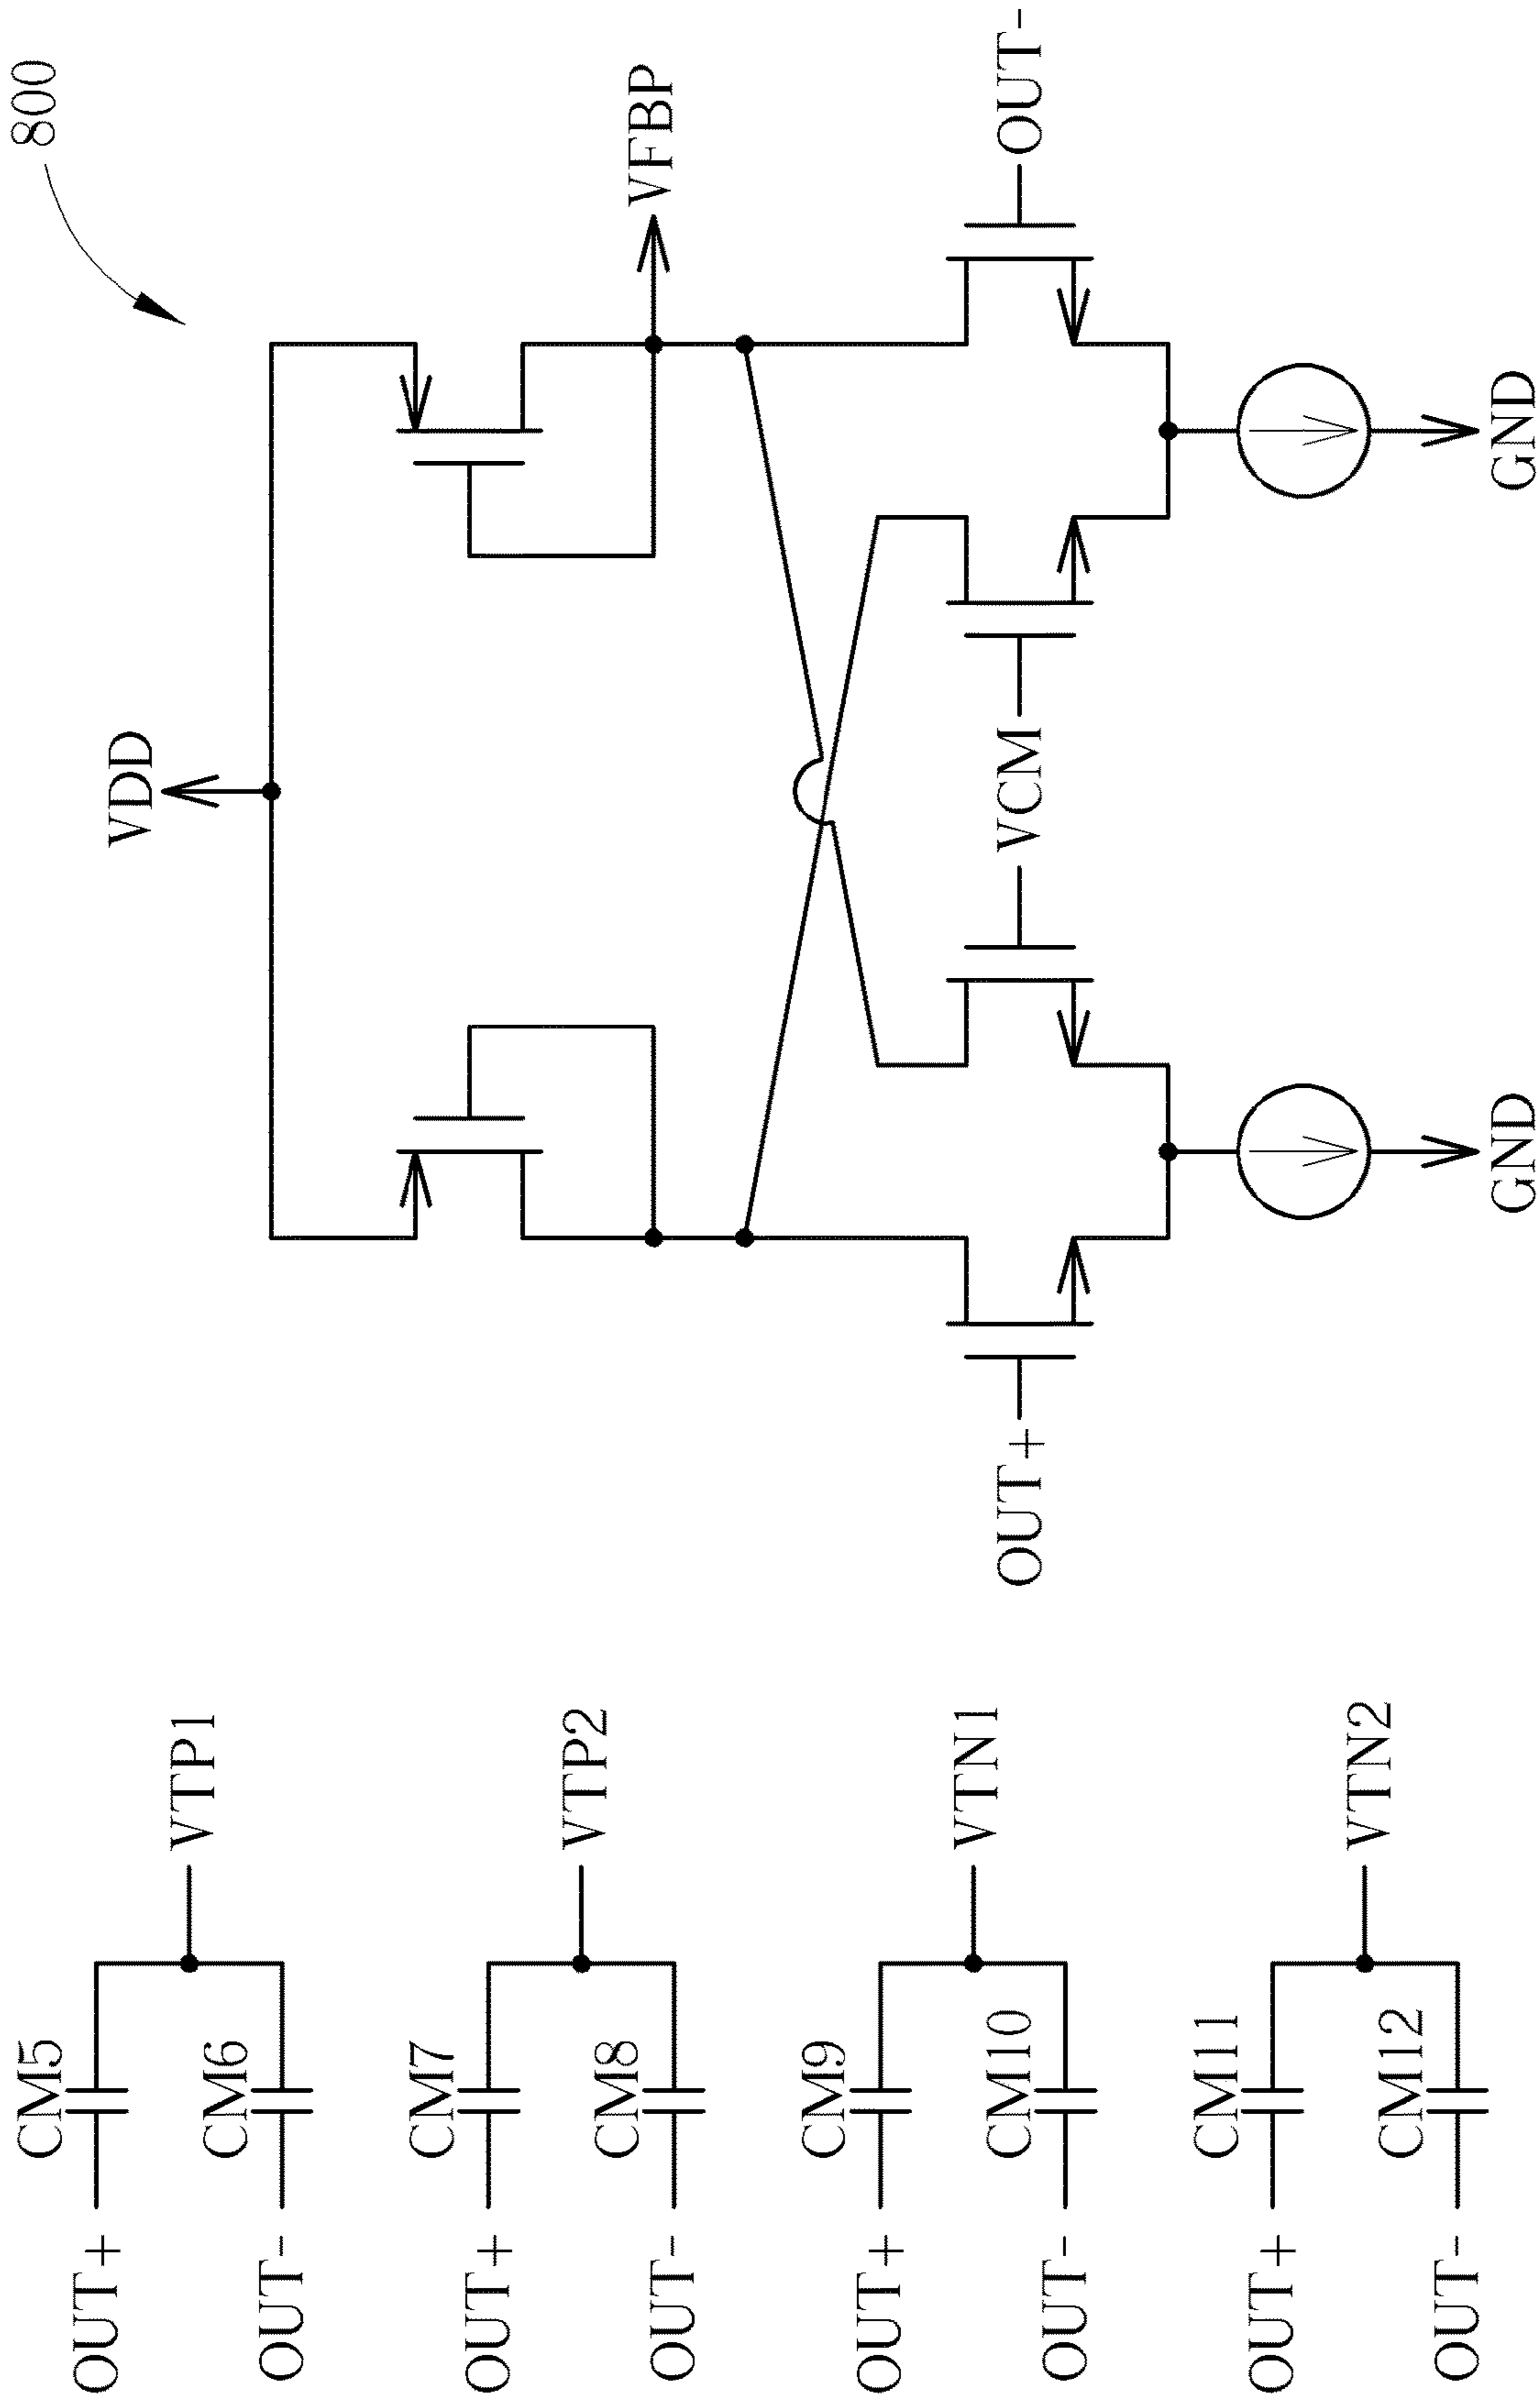 800
VDD
VFBP
OUT+
VCM
OUT-
GND
GND
OUT+
CM5
OUT-
CM6
VTP1
OUT+
CM7
OUT-
CM8
VTP2
OUT+
CM9
OUT-
CM10
VTN1
OUT+
CM11
OUT-
CM12
VTN2